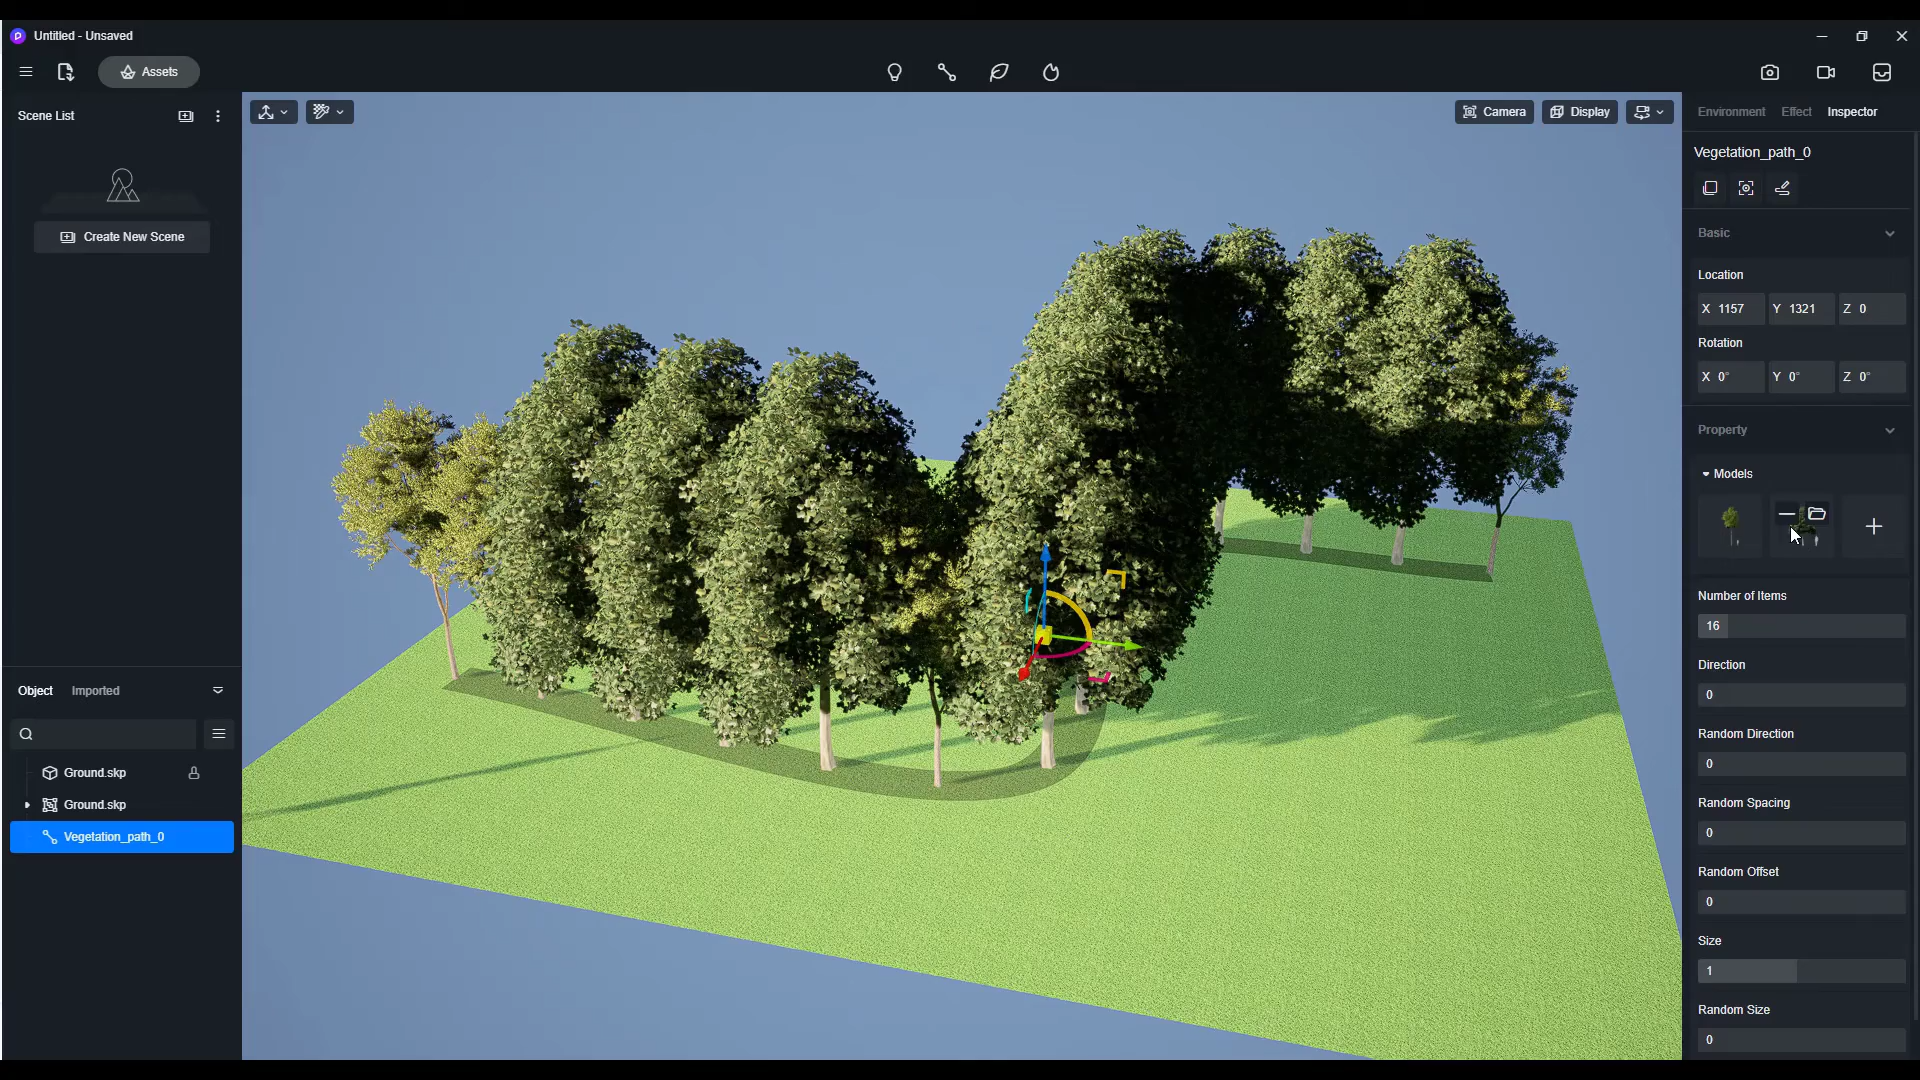 Untitled - Unsaved
Assets
Scene List
Create New Scene
Camera
Display
Environment Effect Inspector
Vegetation_path_0
Basic
Location
X 1157 Y 1321 Z 0
Rotation
X 0° Y 0° Z 0°
Property
Models
Number of Items
16
Direction
0
Random Direction
0
Random Spacing
0
Random Offset
0
Size
1
Random Size
0
Object Imported
Ground.skp
Ground.skp
Vegetation_path_0